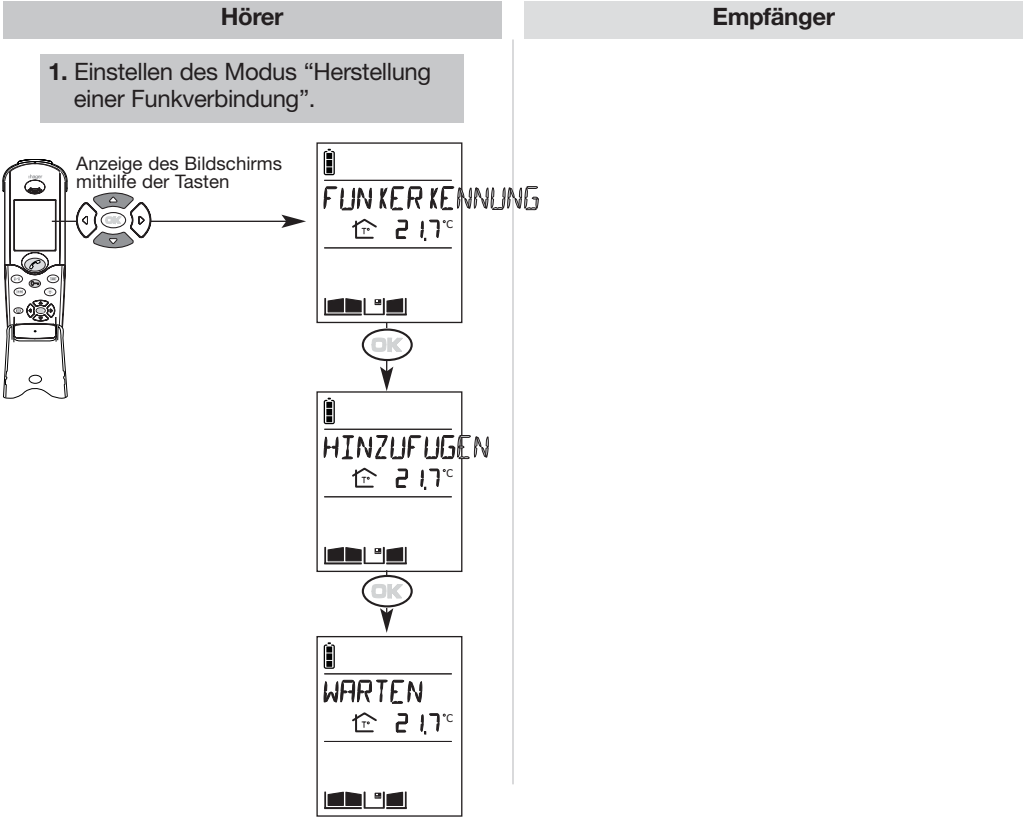 Hörer
Empfänger
1. Einstellen des Modus “Herstellung
einer Funkverbindung”.
Anzeige des Bildschirms
mithilfe der Tasten
OK
FUNKERKENNUNG
T° 21,7°C
OK
HINZUFUGEN
T° 21,7°C
OK
WARTEN
T° 21,7°C